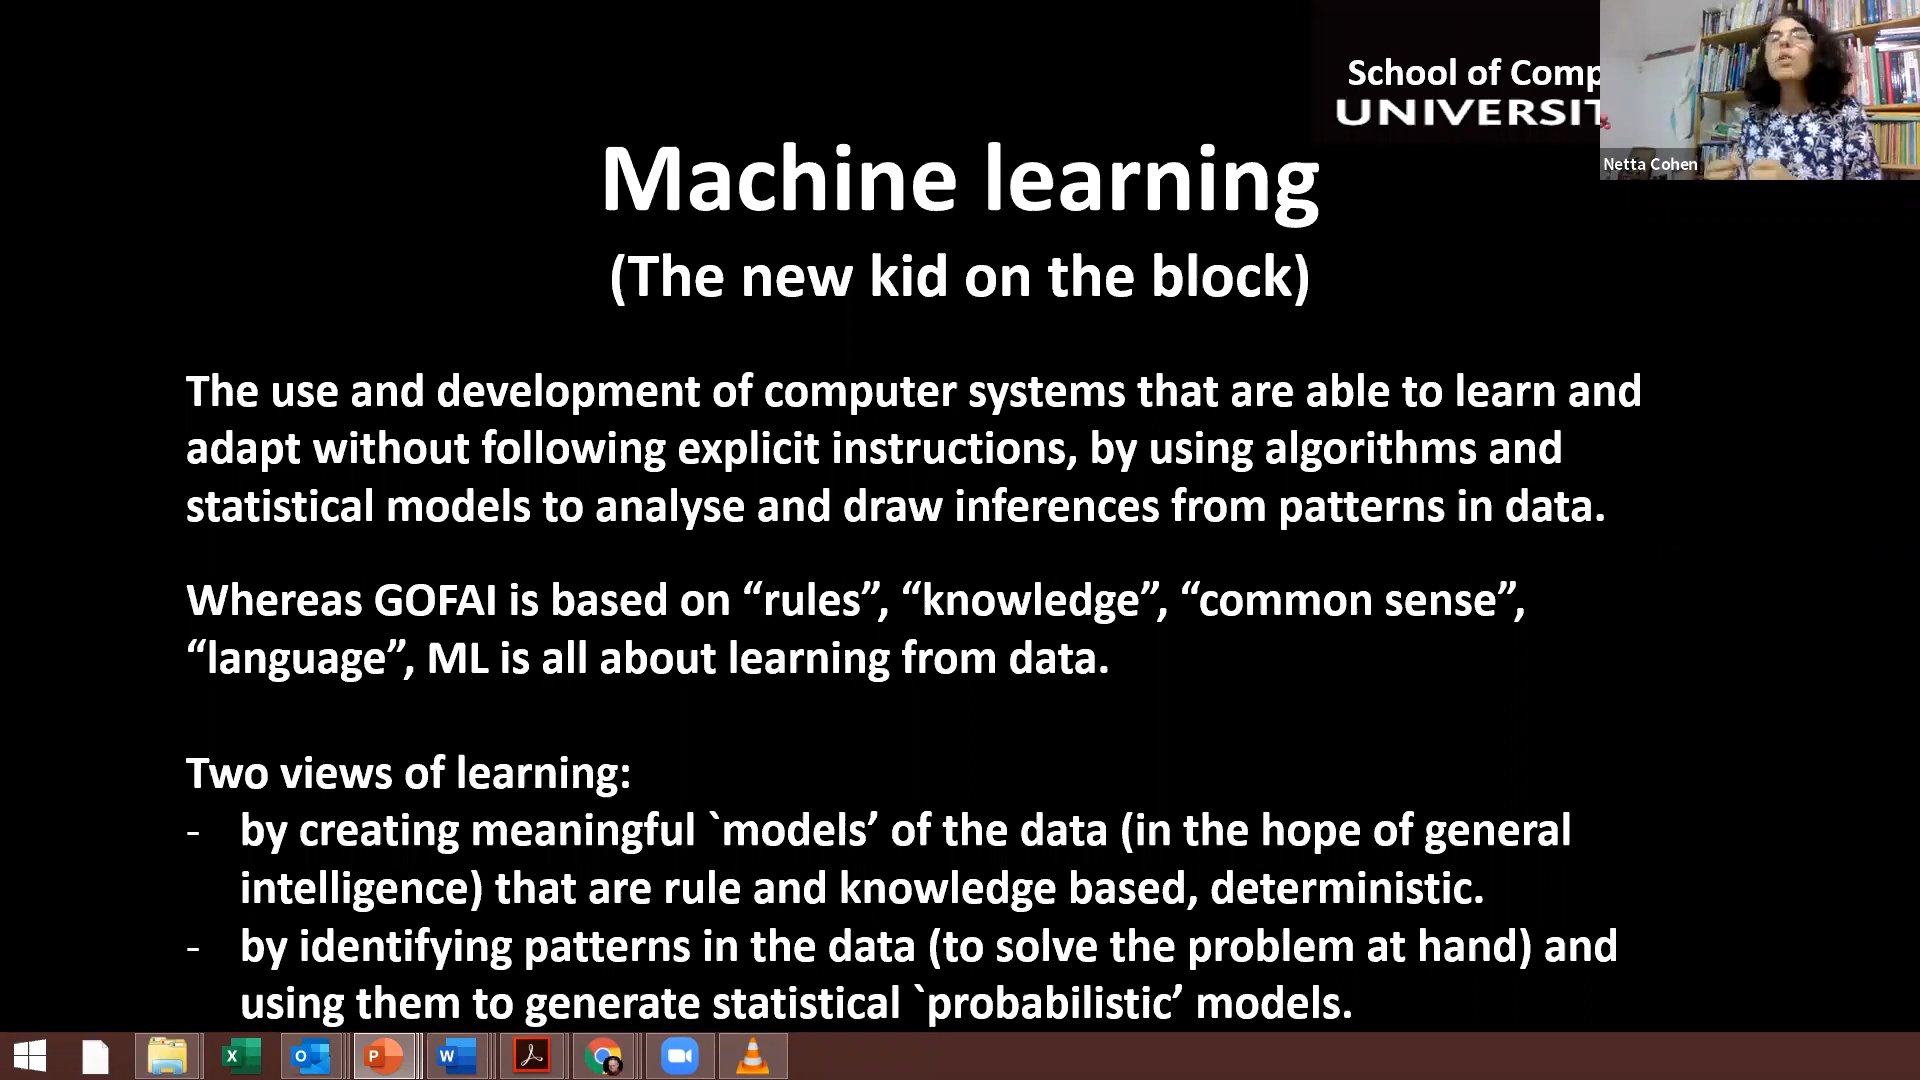 School of Comp
UNIVERSIT
Netta Cohen
Machine learning
(The new kid on the block)
The use and development of computer systems that are able to learn and
adapt without following explicit instructions, by using algorithms and
statistical models to analyse and draw inferences from patterns in data.
Whereas GOFAI is based on “rules”, “knowledge”, “common sense”,
“language”, ML is all about learning from data.
Two views of learning:
- by creating meaningful `models’ of the data (in the hope of general
intelligence) that are rule and knowledge based, deterministic.
- by identifying patterns in the data (to solve the problem at hand) and
using them to generate statistical `probabilistic’ models.